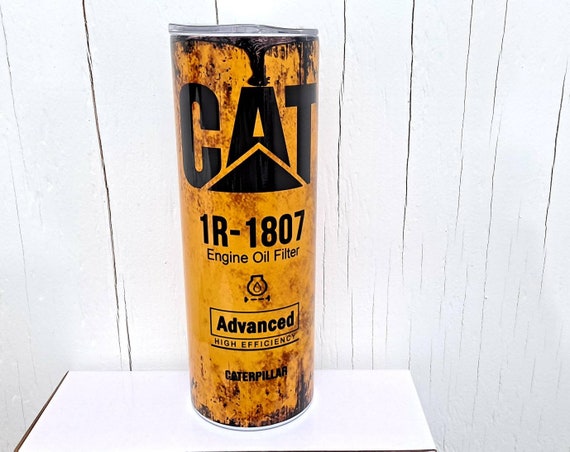 CAT
1R-1807
Engine Oil Filter
Advanced
HIGH EFFICIENCY
CATERPILLAR